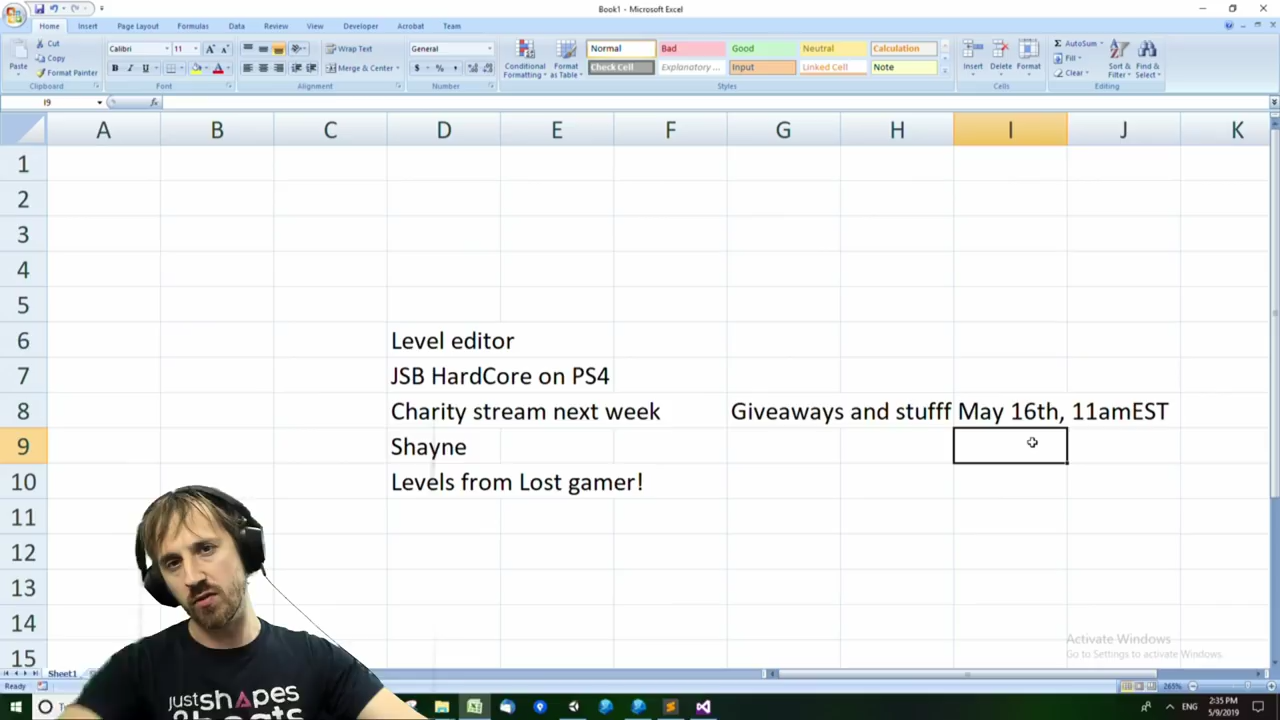 Book1 - Microsoft Excel
Home Insert Page Layout Formulas Data Review View Developer Acrobat Team
Paste
Cut
Copy
Format Painter
Clipboard
Calibri 11
B I U
Font
Wrap Text
Merge & Center
Alignment
General
$ % ,
Number
Conditional Formatting
Format as Table
Normal Bad Good Neutral Calculation
Check Cell Explanatory ... Input Linked Cell Note
Styles
Insert Delete Format
Cells
AutoSum
Fill
Clear
Sort & Filter
Find & Select
Editing
I9 fx
A B C D E F G H I J K
1
2
3
4
5
6 Level editor
7 JSB HardCore on PS4
8 Charity stream next week Giveaways and stufff May 16th, 11amEST
9 Shayne
10 Levels from Lost gamer!
11
12
13
14
15
just SHAPES
& beats
Activate Windows
Go to Settings to activate Windows.
Sheet1
Ready 265%
ENG 2:35 PM
5/9/2019